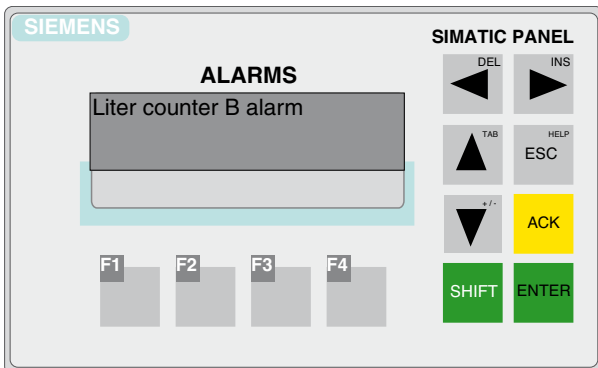 SIEMENS
SIMATIC PANEL
ALARMS
Liter counter B alarm
DEL
INS
TAB
HELP
ESC
+ / -
ACK
F1 F2 F3 F4
SHIFT ENTER